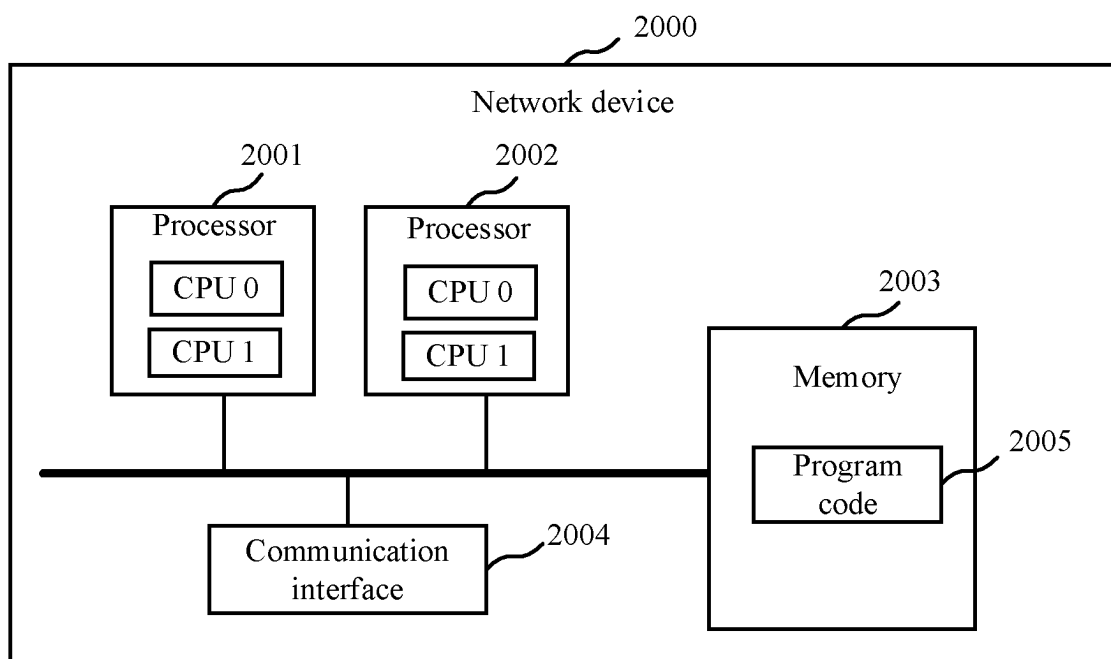 2000
Network device
2001
2002
Processor
CPU 0
CPU 1
Processor
CPU 0
CPU 1
2003
Memory
Program
code
2005
Communication
interface
2004